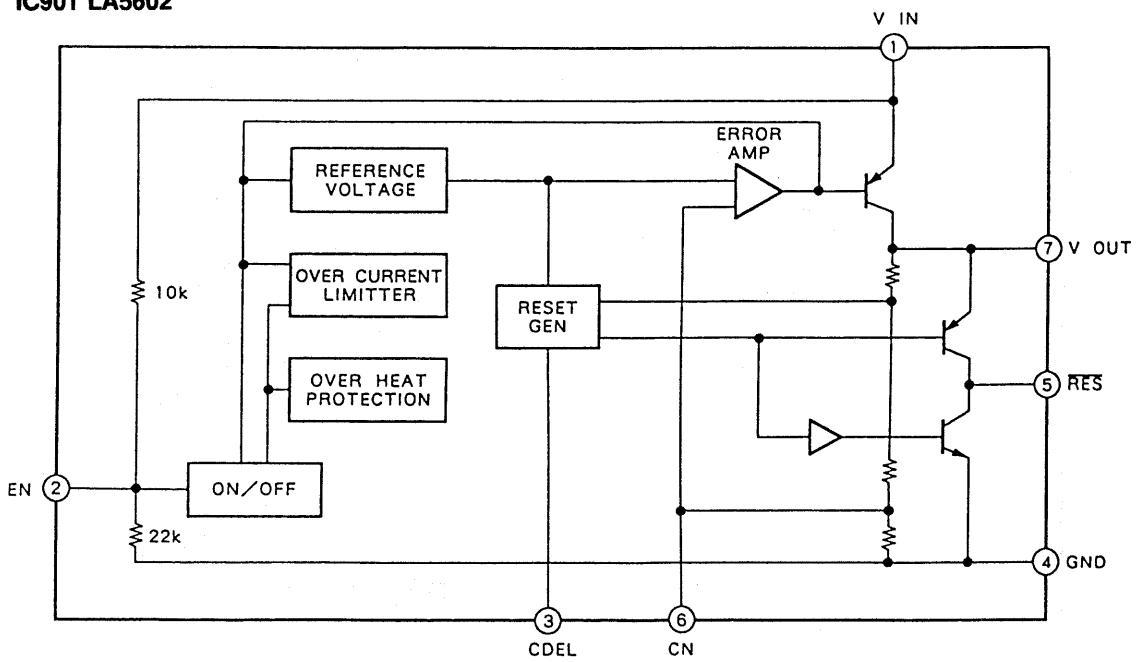 IC901 LA5602
V IN
1
ERROR
AMP
REFERENCE
VOLTAGE
7 V OUT
OVER CURRENT
LIMITTER
10k
RESET
GEN
OVER HEAT
PROTECTION
5 RES
EN 2
ON/OFF
22k
4 GND
3
6
CDEL
CN